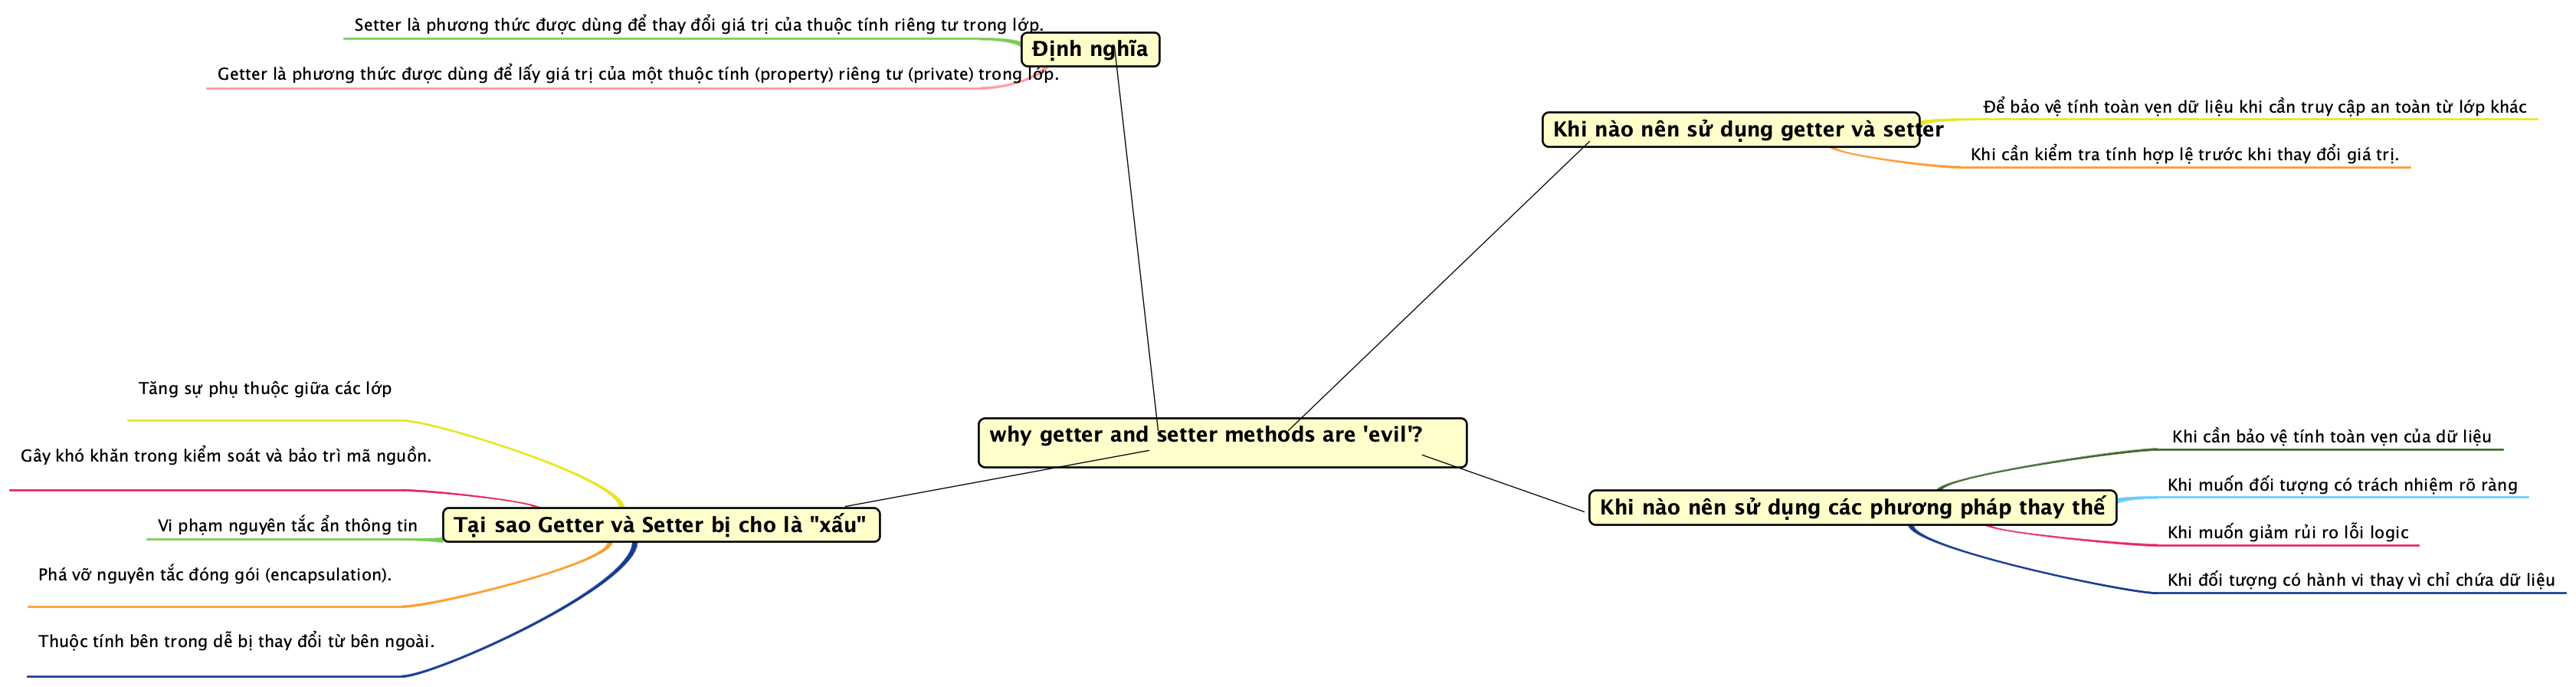 Setter là phương thức được dùng để thay đổi giá trị của thuộc tính riêng tư trong lớp.
Định nghĩa
Getter là phương thức được dùng để lấy giá trị của một thuộc tính (property) riêng tư (private) trong lớp.
Khi nào nên sử dụng getter và setter
Để bảo vệ tính toàn vẹn dữ liệu khi cần truy cập an toàn từ lớp khác
Khi cần kiểm tra tính hợp lệ trước khi thay đổi giá trị.
why getter and setter methods are 'evil'?
Tăng sự phụ thuộc giữa các lớp
Gây khó khăn trong kiểm soát và bảo trì mã nguồn.
Vi phạm nguyên tắc ẩn thông tin
Tại sao Getter và Setter bị cho là "xấu"
Phá vỡ nguyên tắc đóng gói (encapsulation).
Thuộc tính bên trong dễ bị thay đổi từ bên ngoài.
Khi nào nên sử dụng các phương pháp thay thế
Khi cần bảo vệ tính toàn vẹn của dữ liệu
Khi muốn đối tượng có trách nhiệm rõ ràng
Khi muốn giảm rủi ro lỗi logic
Khi đối tượng có hành vi thay vì chỉ chứa dữ liệu